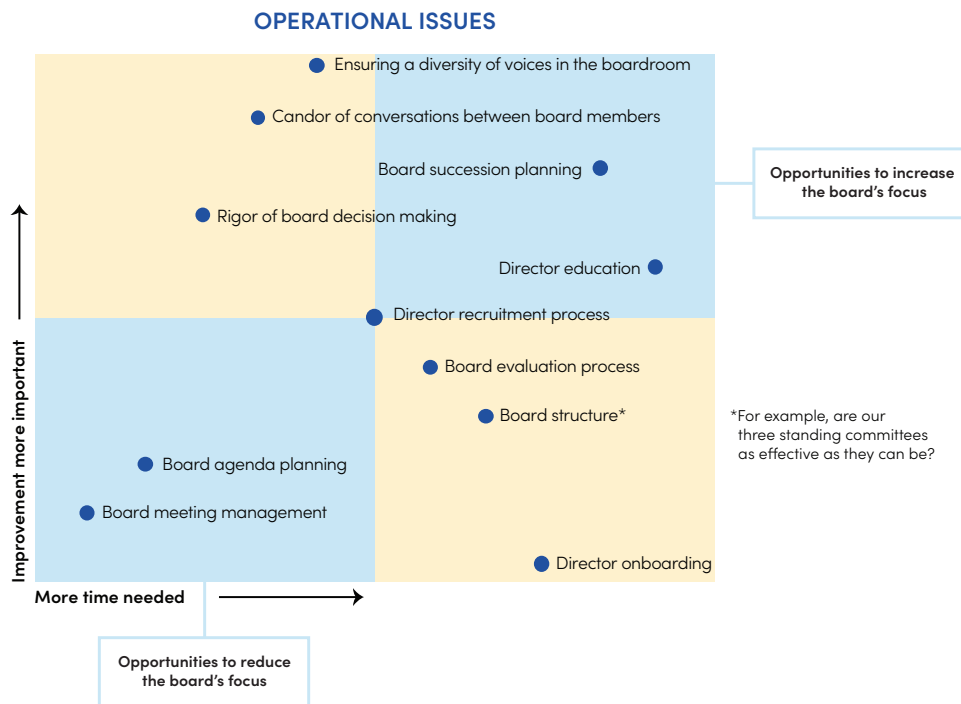 OPERATIONAL ISSUES
Ensuring a diversity of voices in the boardroom
Candor of conversations between board members
Board succession planning
Opportunities to increase
the board’s focus
Rigor of board decision making
Director education
Director recruitment process
Improvement more important
Board evaluation process
Board structure*
*For example, are our
three standing committees
as effective as they can be?
Board agenda planning
Board meeting management
Director onboarding
More time needed
Opportunities to reduce
the board’s focus